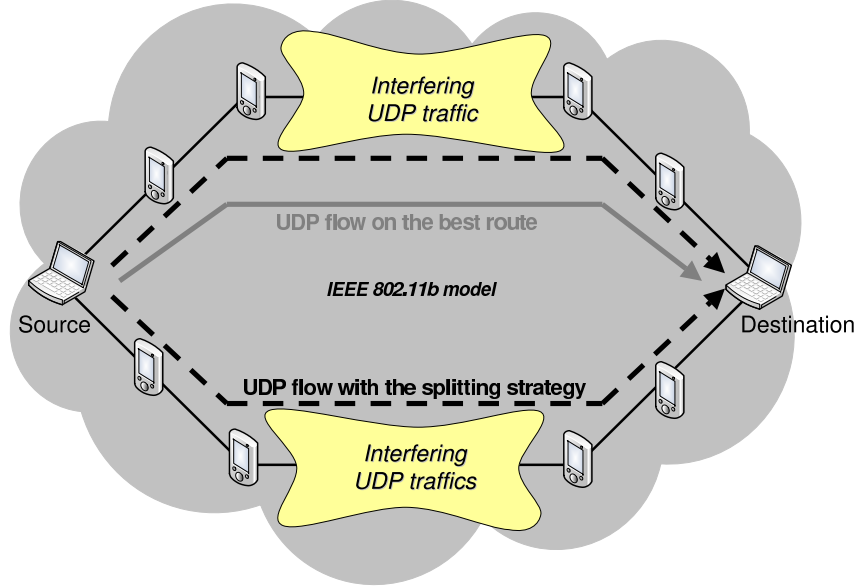 Interfering
UDP traffic
UDP flow on the best route
IEEE 802.11b model
Source
Destination
UDP flow with the splitting strategy
Interfering
UDP traffics